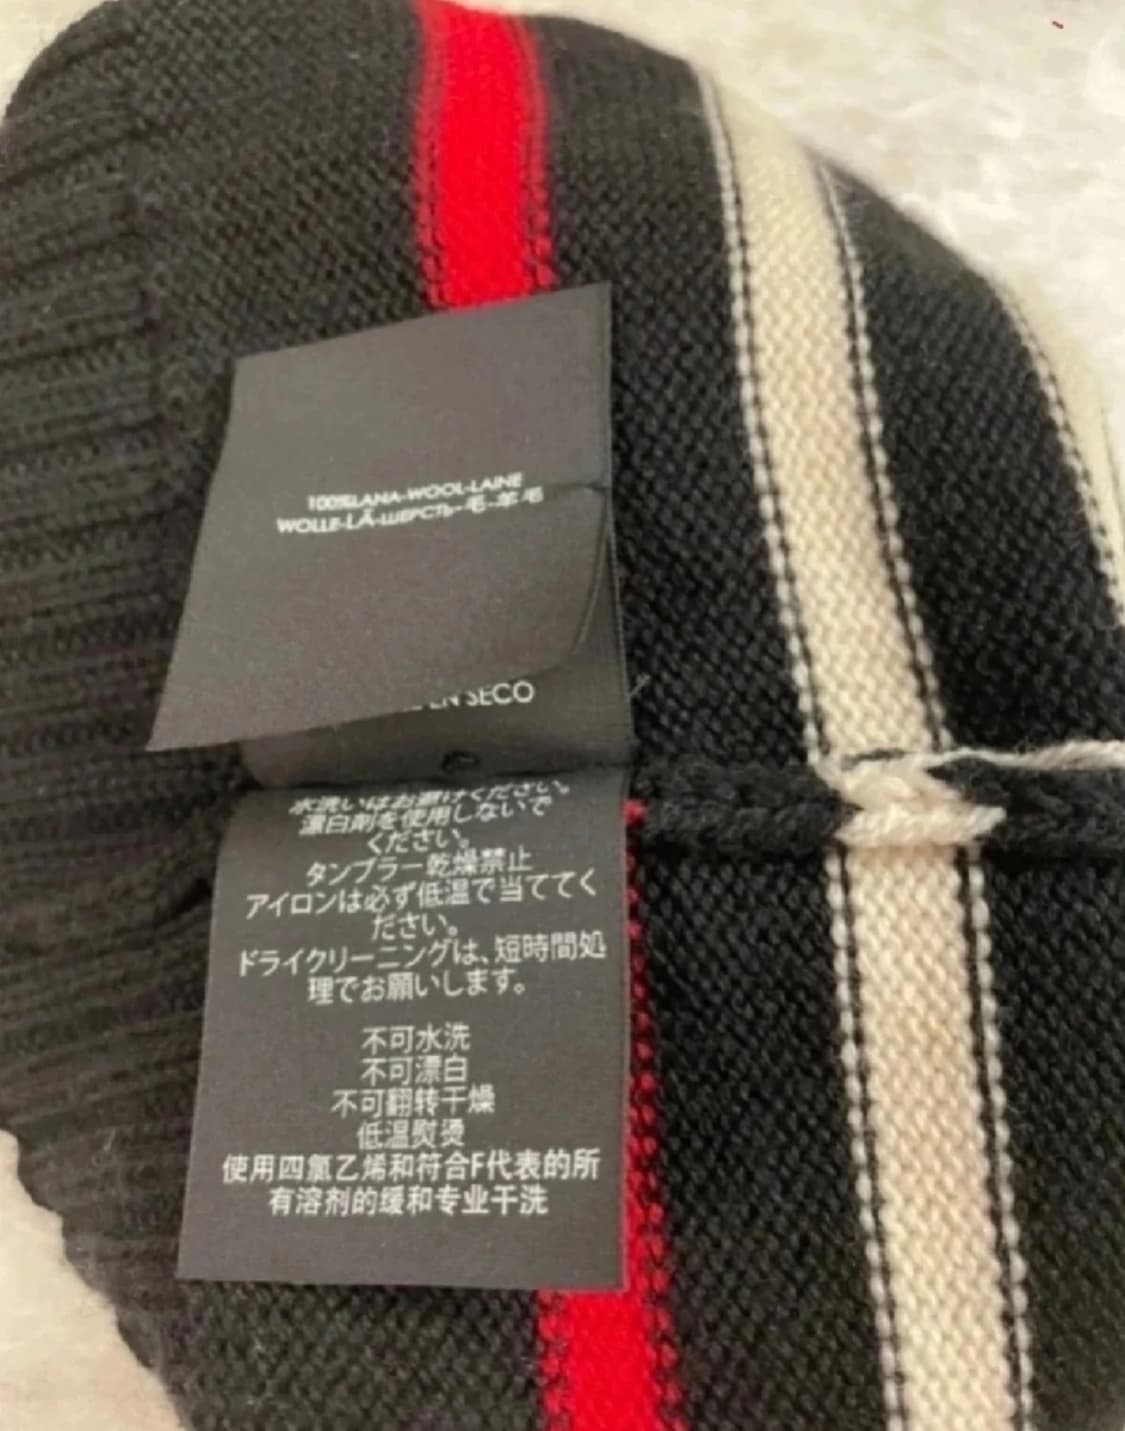 100%LANA-WOOL-LAINE
WOLLE-LÃ-ШЕРСТЬ-毛-羊毛
EN SECO
水洗いはお避けください。
漂白剤を使用しないで
ください。
タンブラー乾燥禁止
アイロンは必ず低温で当ててく
ださい。
ドライクリーニングは、短時間処
理でお願いします。
不可水洗
不可漂白
不可翻转干燥
低温熨烫
使用四氯乙烯和符合F代表的所
有溶剂的缓和专业干洗